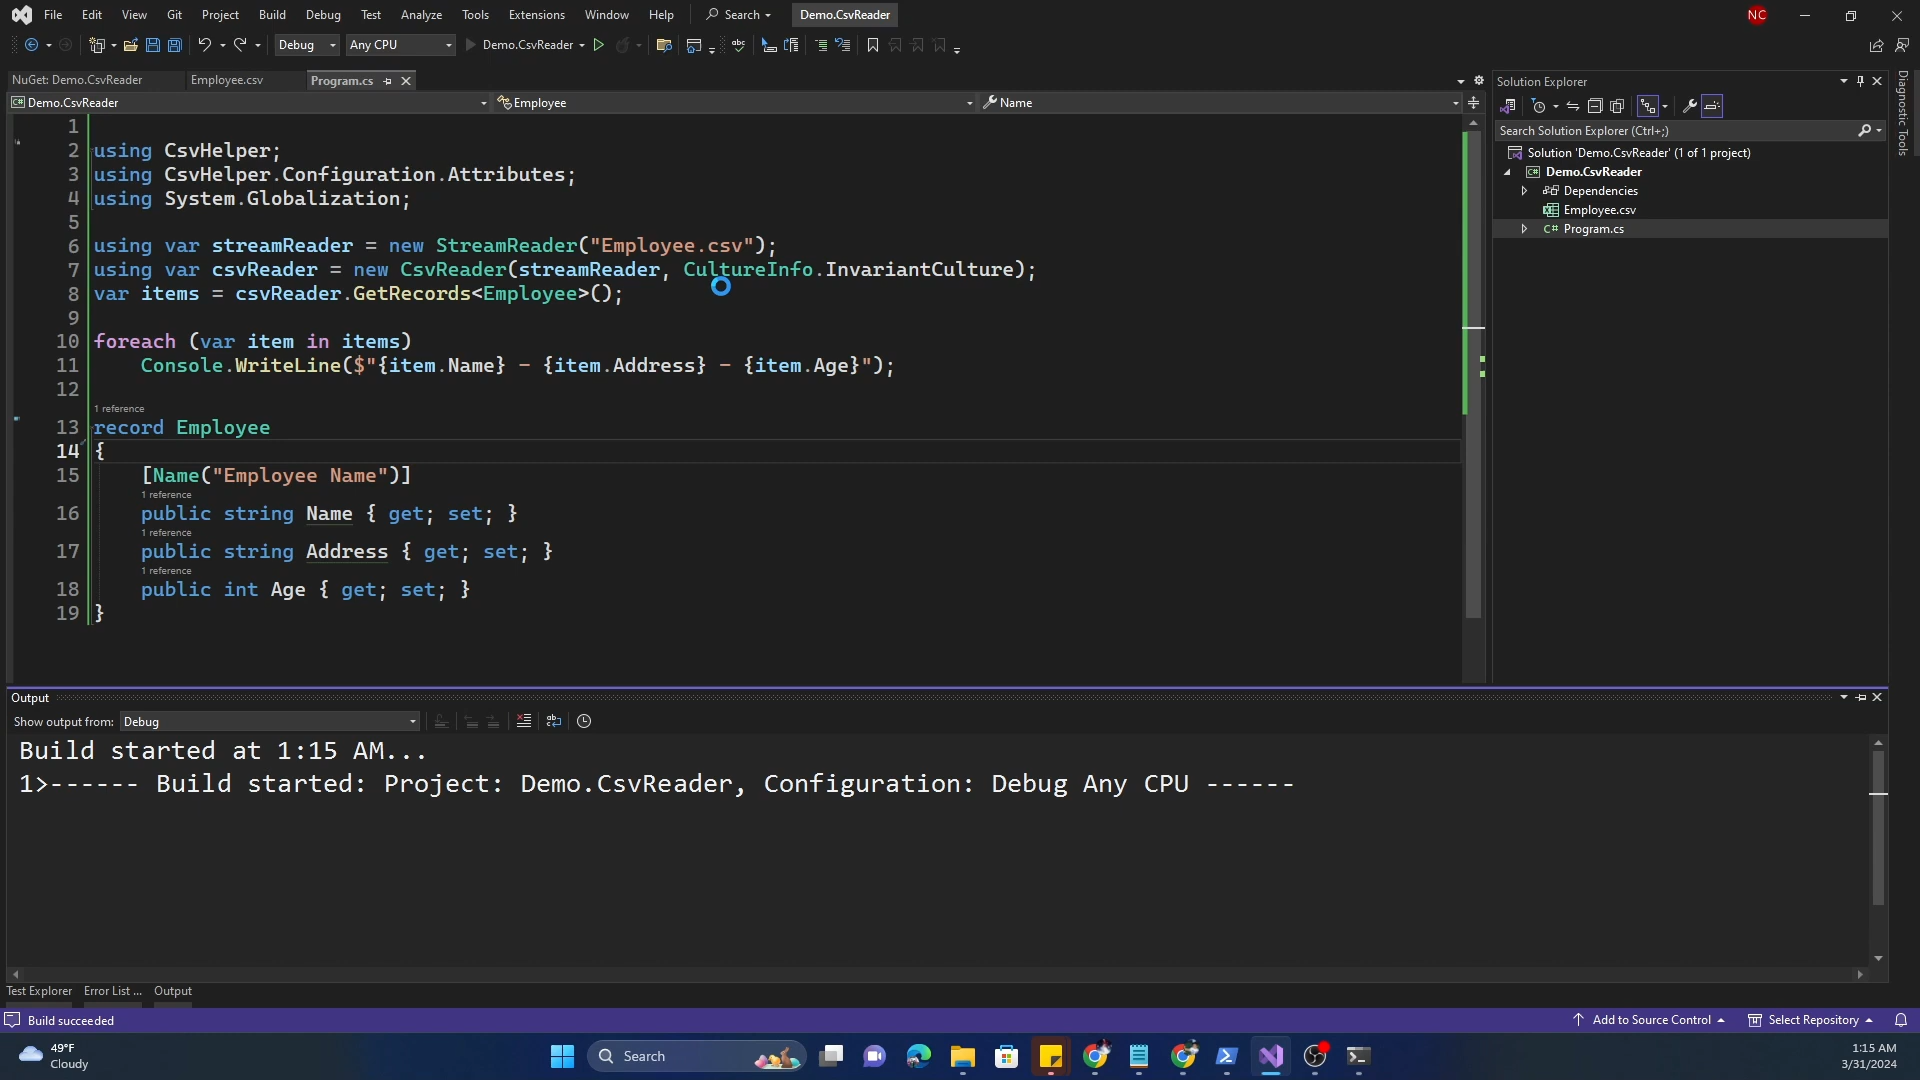 File Edit View Git Project Build Debug Test Analyze Tools Extensions Window Help Search Demo.CsvReader NC
Debug Any CPU Demo.CsvReader
NuGet: Demo.CsvReader Employee.csv Program.cs
Demo.CsvReader Employee Name
1
2 using CsvHelper;
3 using CsvHelper.Configuration.Attributes;
4 using System.Globalization;
5
6 using var streamReader = new StreamReader("Employee.csv");
7 using var csvReader = new CsvReader(streamReader, CultureInfo.InvariantCulture);
8 var items = csvReader.GetRecords<Employee>();
9
10 foreach (var item in items)
11 Console.WriteLine($"{item.Name} - {item.Address} - {item.Age}");
12
1 reference
13 record Employee
14 {
15 [Name("Employee Name")]
1 reference
16 public string Name { get; set; }
1 reference
17 public string Address { get; set; }
1 reference
18 public int Age { get; set; }
19 }
Solution Explorer
Search Solution Explorer (Ctrl+;)
Solution 'Demo.CsvReader' (1 of 1 project)
Demo.CsvReader
Dependencies
Employee.csv
C# Program.cs
Diagnostic Tools
Output
Show output from: Debug
Build started at 1:15 AM...
1>------ Build started: Project: Demo.CsvReader, Configuration: Debug Any CPU ------
Test Explorer Error List ... Output
Build succeeded Add to Source Control Select Repository
49°F
Cloudy
Search
1:15 AM
3/31/2024